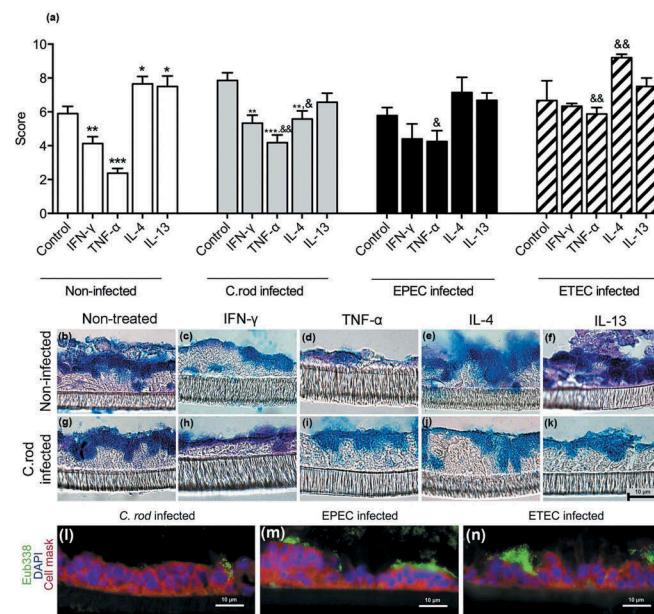 (a)
10
8
6
4
2
0
Score
** *** * *
** ***,&& **,& & && &&
Control IFN-γ TNF-α IL-4 IL-13 Control IFN-γ TNF-α IL-4 IL-13 Control IFN-γ TNF-α IL-4 IL-13 Control IFN-γ TNF-α IL-4 IL-13
Non-infected C.rod infected EPEC infected ETEC infected
Non-treated IFN-γ TNF-α IL-4 IL-13
Non-infected
(b) (c) (d) (e) (f)
C.rod
infected
(g) (h) (i) (j) (k)
10 µm
C. rod infected EPEC infected ETEC infected
Eub338
DAPI
Cell mask
(l) (m) (n)
10 µm 10 µm 10 µm